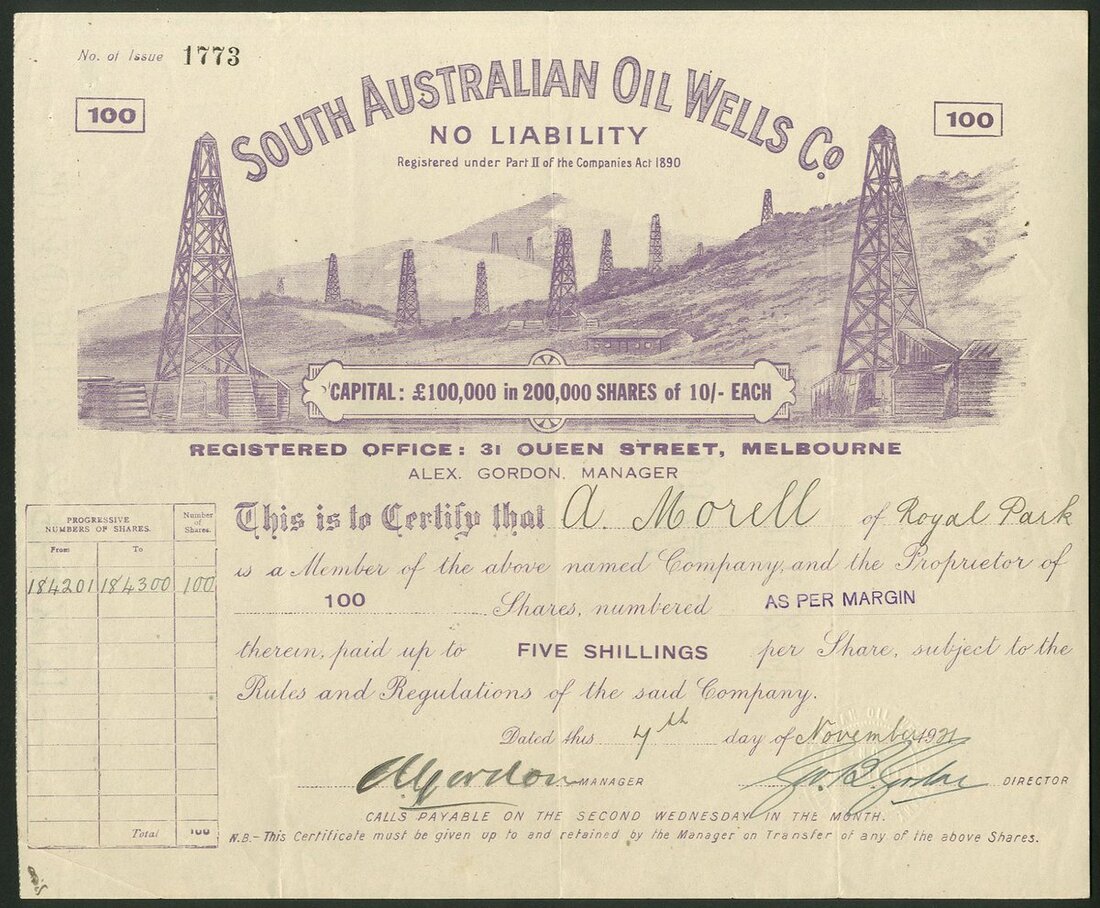 No. of Issue 1773
100
100
SOUTH AUSTRALIAN OIL WELLS Co.
NO LIABILITY
Registered under Part II of the Companies Act 1890
CAPITAL: £100,000 in 200,000 SHARES of 10/- EACH
REGISTERED OFFICE: 31 QUEEN STREET, MELBOURNE
ALEX. GORDON, MANAGER
PROGRESSIVE NUMBERS OF SHARES.
Number of Shares.
From To
184201 184300 100
Total 100
This is to Certify that A. Morell of Royal Park
is a Member of the above named Company, and the Proprietor of
100 Shares, numbered AS PER MARGIN
therein, paid up to FIVE SHILLINGS per Share, subject to the
Rules and Regulations of the said Company.
Dated this 4th day of November 1921
A Gordon MANAGER
DIRECTOR
CALLS PAYABLE ON THE SECOND WEDNESDAY IN THE MONTH.
N.B.- This Certificate must be given up to and retained by the Manager on Transfer of any of the above Shares.